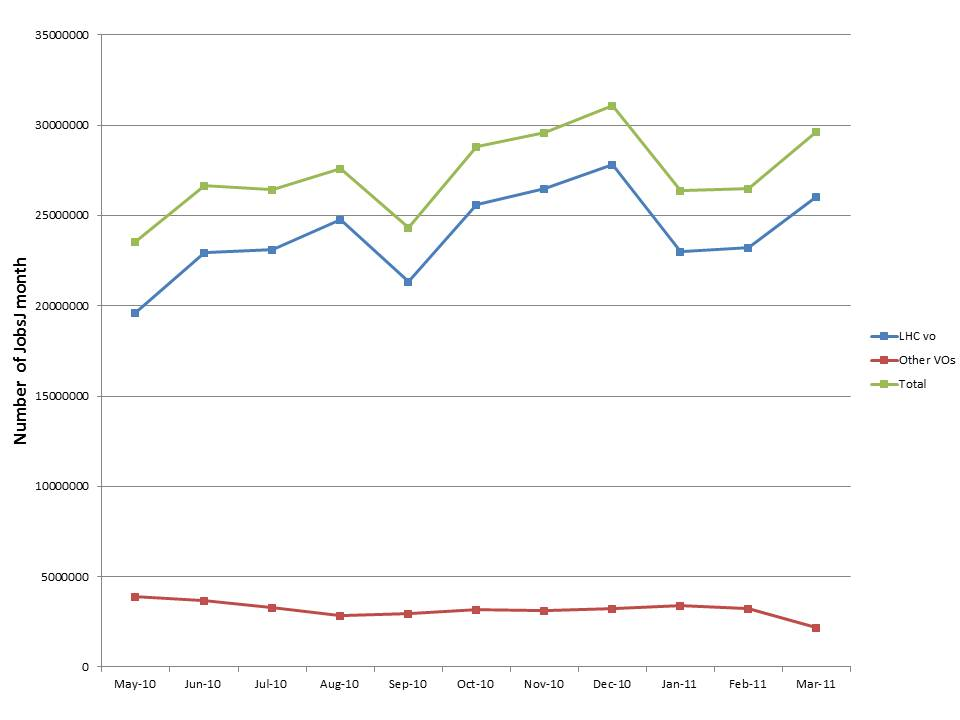 35000000
30000000
25000000
20000000
15000000
10000000
5000000
0
Number of JobsJ month
May-10 Jun-10 Jul-10 Aug-10 Sep-10 Oct-10 Nov-10 Dec-10 Jan-11 Feb-11 Mar-11
LHC vo
Other VOs
Total